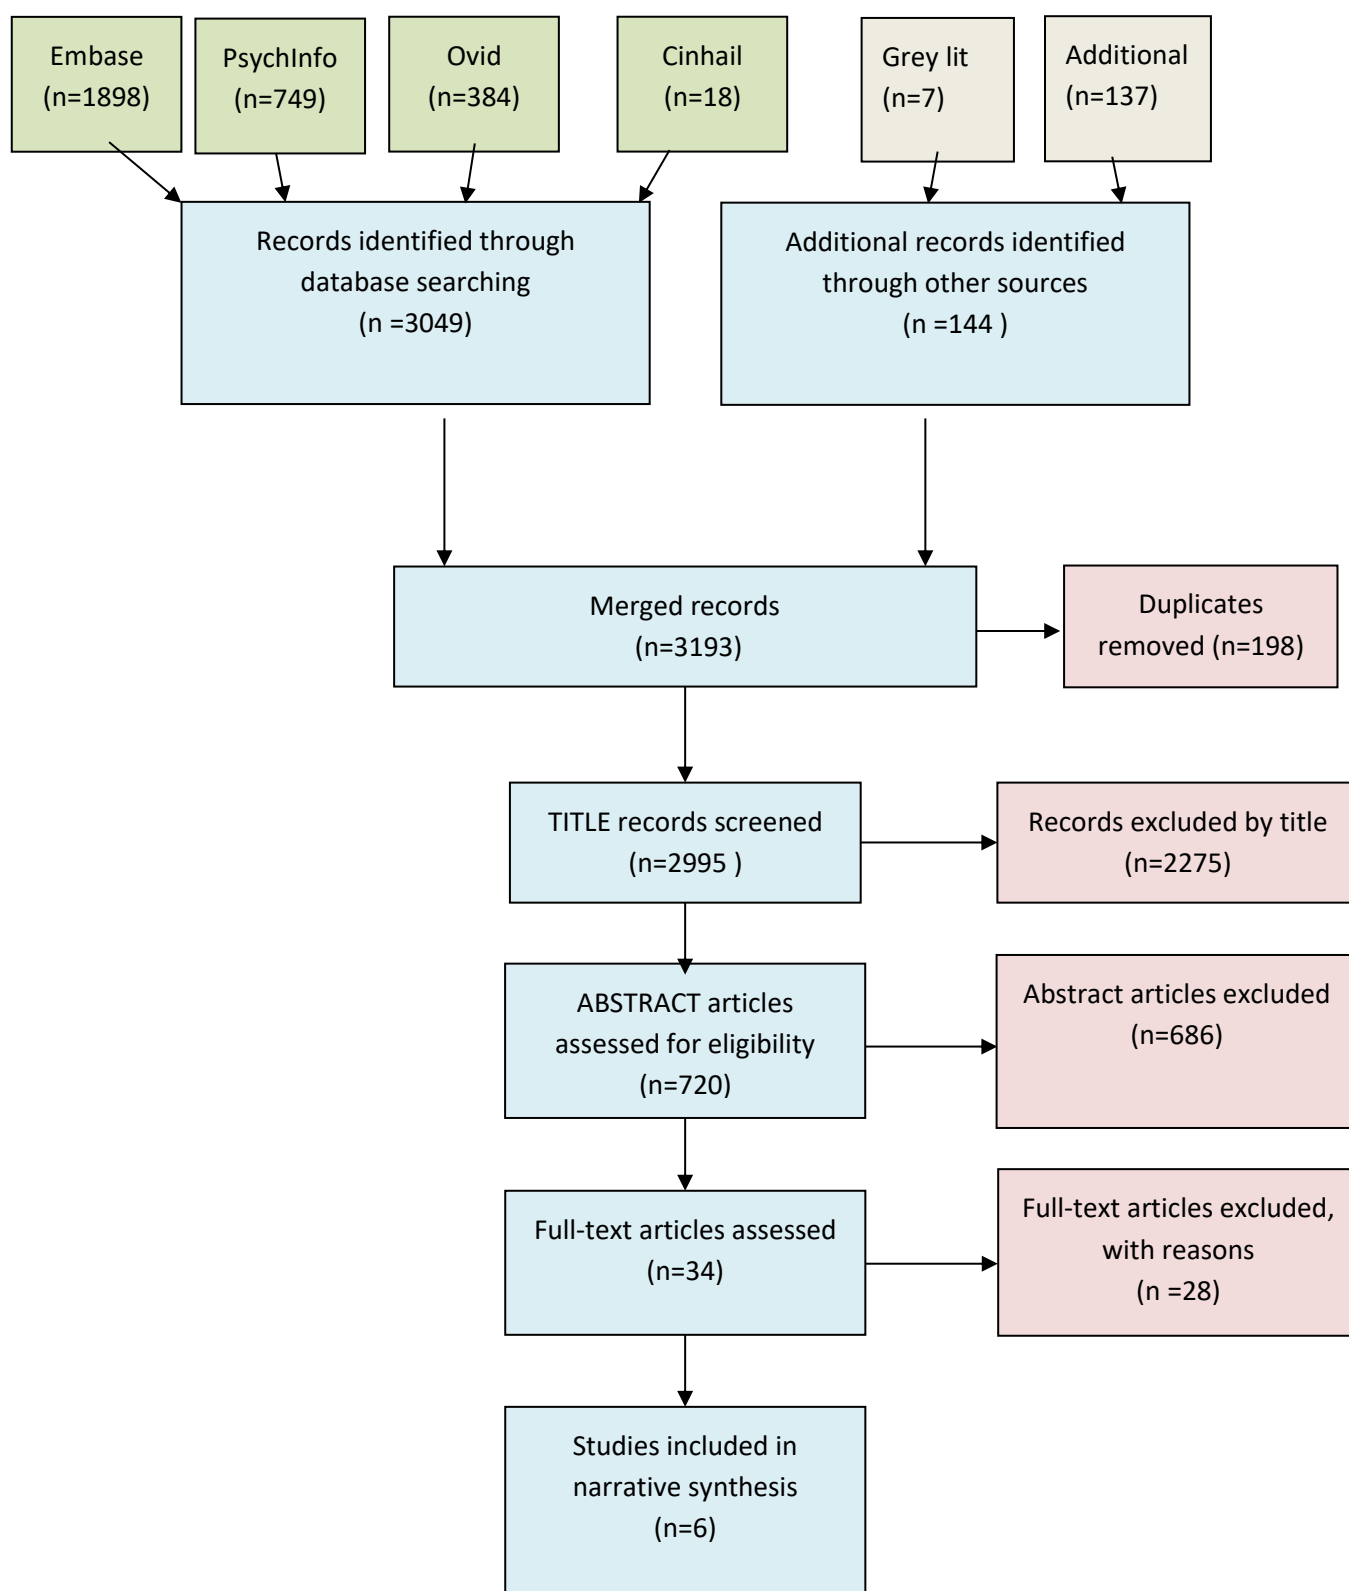 Embase
(n=1898)
PsychInfo
(n=749)
Ovid
(n=384)
Cinhail
(n=18)
Grey lit
(n=7)
Additional
(n=137)
Records identified through
database searching
(n =3049)
Additional records identified
through other sources
(n =144 )
Merged records
(n=3193)
Duplicates
removed (n=198)
TITLE records screened
(n=2995 )
Records excluded by title
(n=2275)
ABSTRACT articles
assessed for eligibility
(n=720)
Abstract articles excluded
(n=686)
Full-text articles assessed
(n=34)
Full-text articles excluded,
with reasons
(n =28)
Studies included in
narrative synthesis
(n=6)